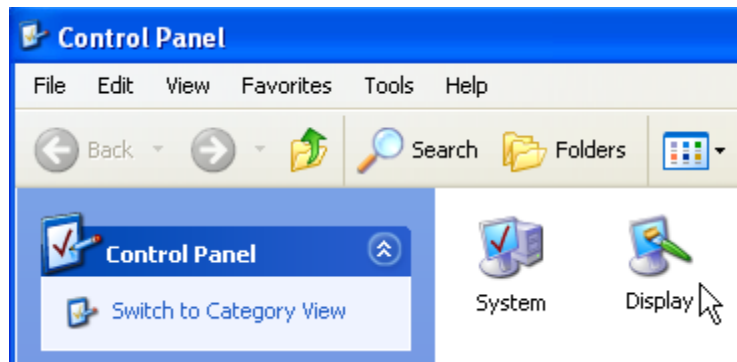 Control Panel
File Edit View Favorites Tools Help
Back Search Folders
Control Panel
Switch to Category View
System Display